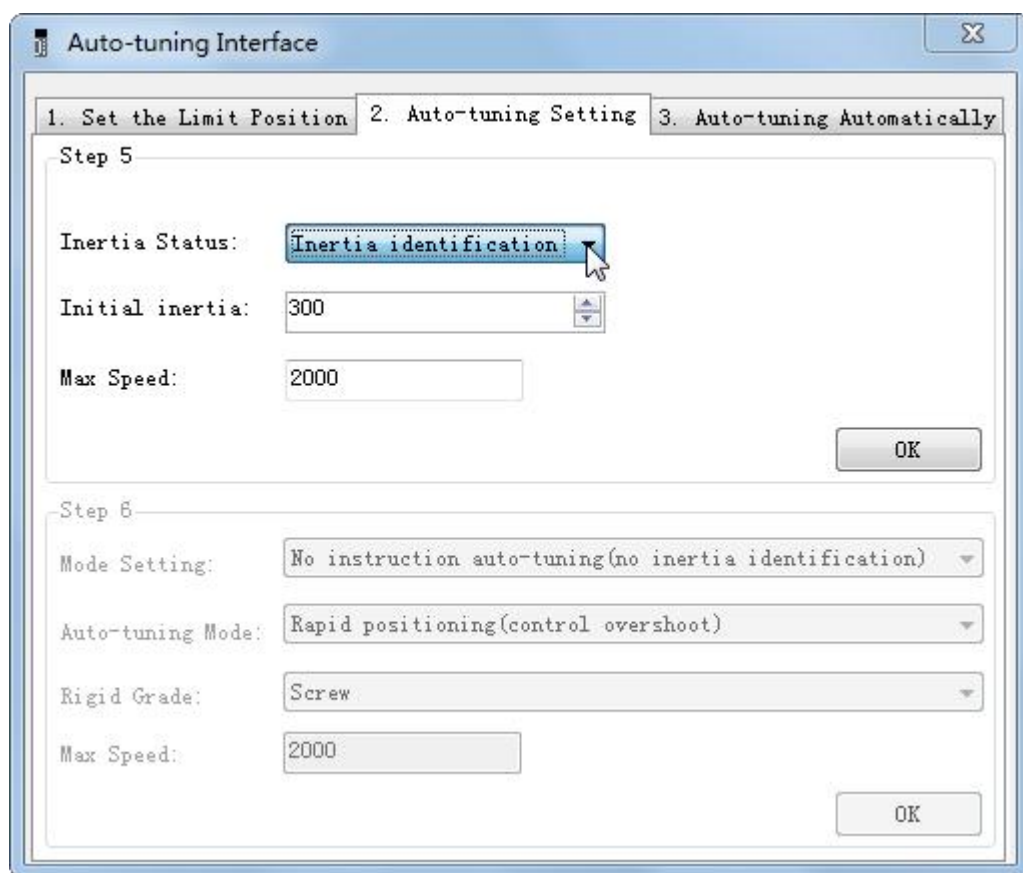 Auto-tuning Interface
1. Set the Limit Position 2. Auto-tuning Setting 3. Auto-tuning Automatically
Step 5
Inertia Status: Inertia identification
Initial inertia: 300
Max Speed: 2000
OK
Step 6
Mode Setting: No instruction auto-tuning(no inertia identification)
Auto-tuning Mode: Rapid positioning(control overshoot)
Rigid Grade: Screw
Max Speed: 2000
OK